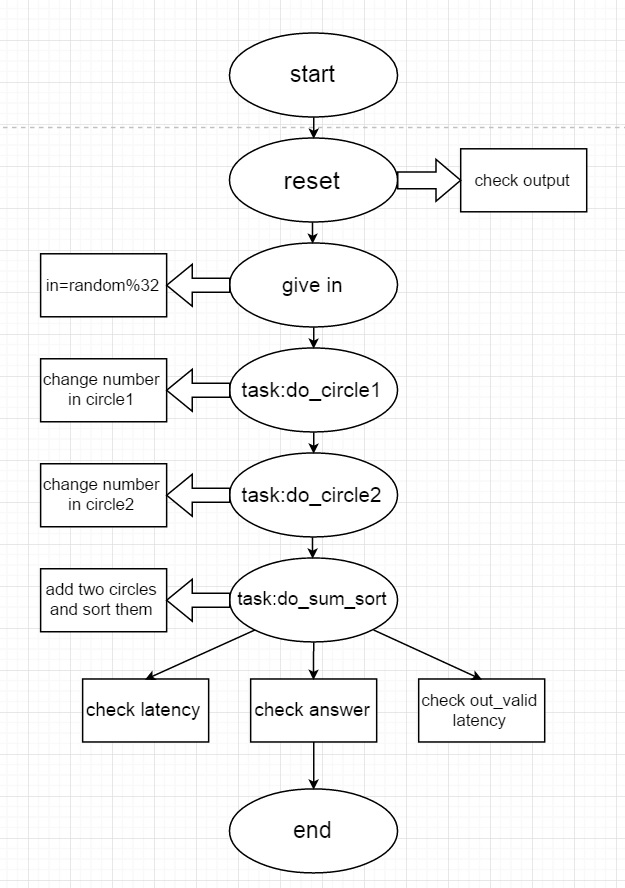 start
reset
check output
in=random%32
give in
change number
in circle1
task:do_circle1
change number
in circle2
task:do_circle2
add two circles
and sort them
task:do_sum_sort
check latency
check answer
check out_valid
latency
end